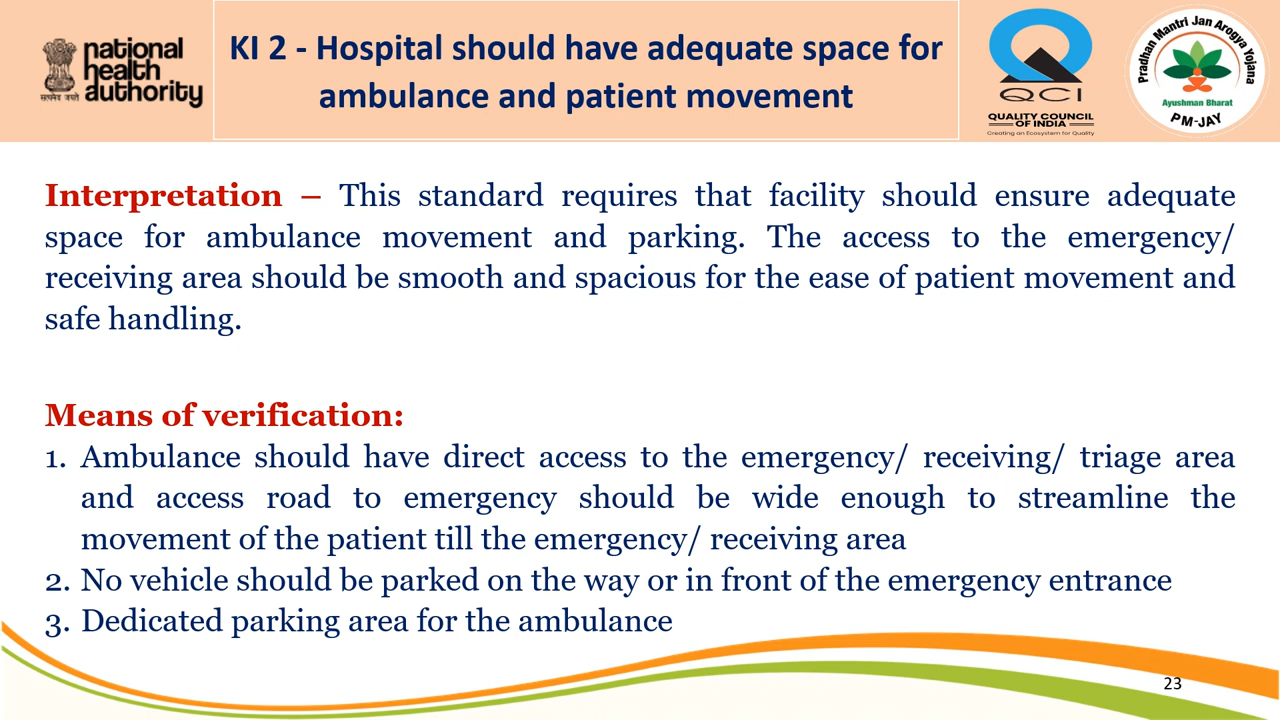 national
health
authority
सत्यमेव जयते
KI 2 - Hospital should have adequate space for
ambulance and patient movement
QCI
QUALITY COUNCIL
OF INDIA
Creating an Ecosystem for Quality
Pradhan Mantri Jan Arogya Yojana
Ayushman Bharat
PM-JAY
Interpretation – This standard requires that facility should ensure adequate
space for ambulance movement and parking. The access to the emergency/
receiving area should be smooth and spacious for the ease of patient movement and
safe handling.
Means of verification:
1. Ambulance should have direct access to the emergency/ receiving/ triage area
and access road to emergency should be wide enough to streamline the
movement of the patient till the emergency/ receiving area
2. No vehicle should be parked on the way or in front of the emergency entrance
3. Dedicated parking area for the ambulance
23